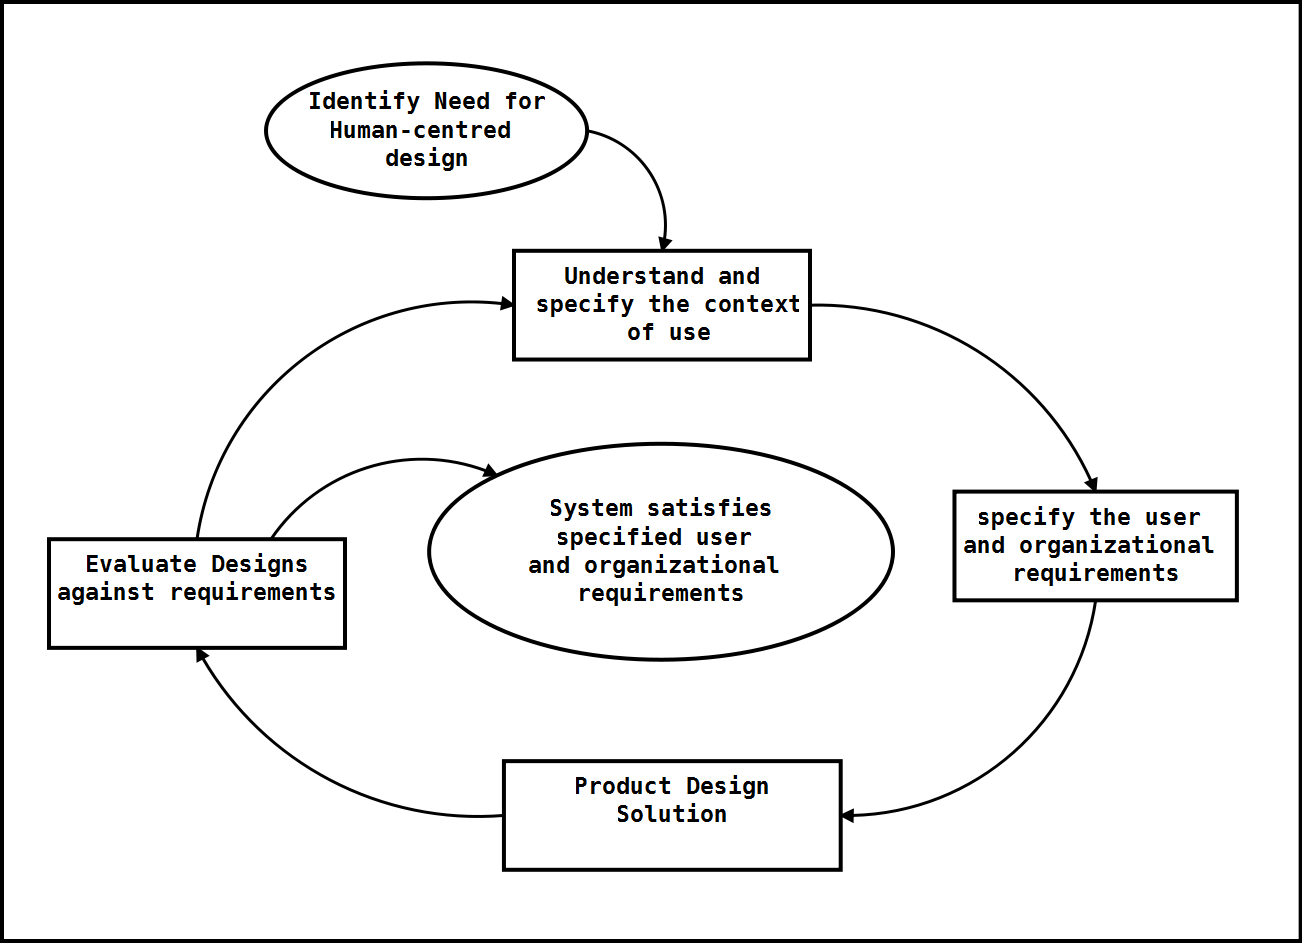 Identify Need for
Human-centred
design
Understand and
specify the context
of use
System satisfies
specified user
and organizational
requirements
specify the user
and organizational
requirements
Evaluate Designs
against requirements
Product Design
Solution